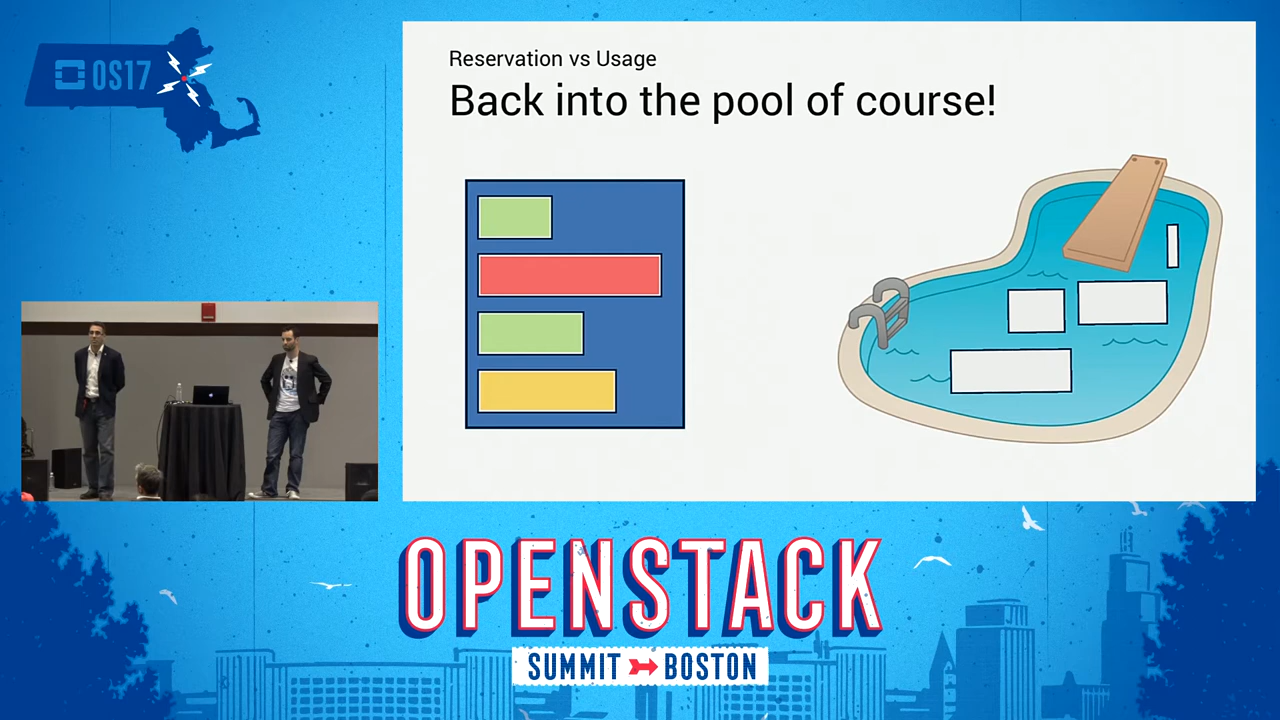 OS17
Reservation vs Usage
Back into the pool of course!
OPENSTACK
SUMMIT BOSTON